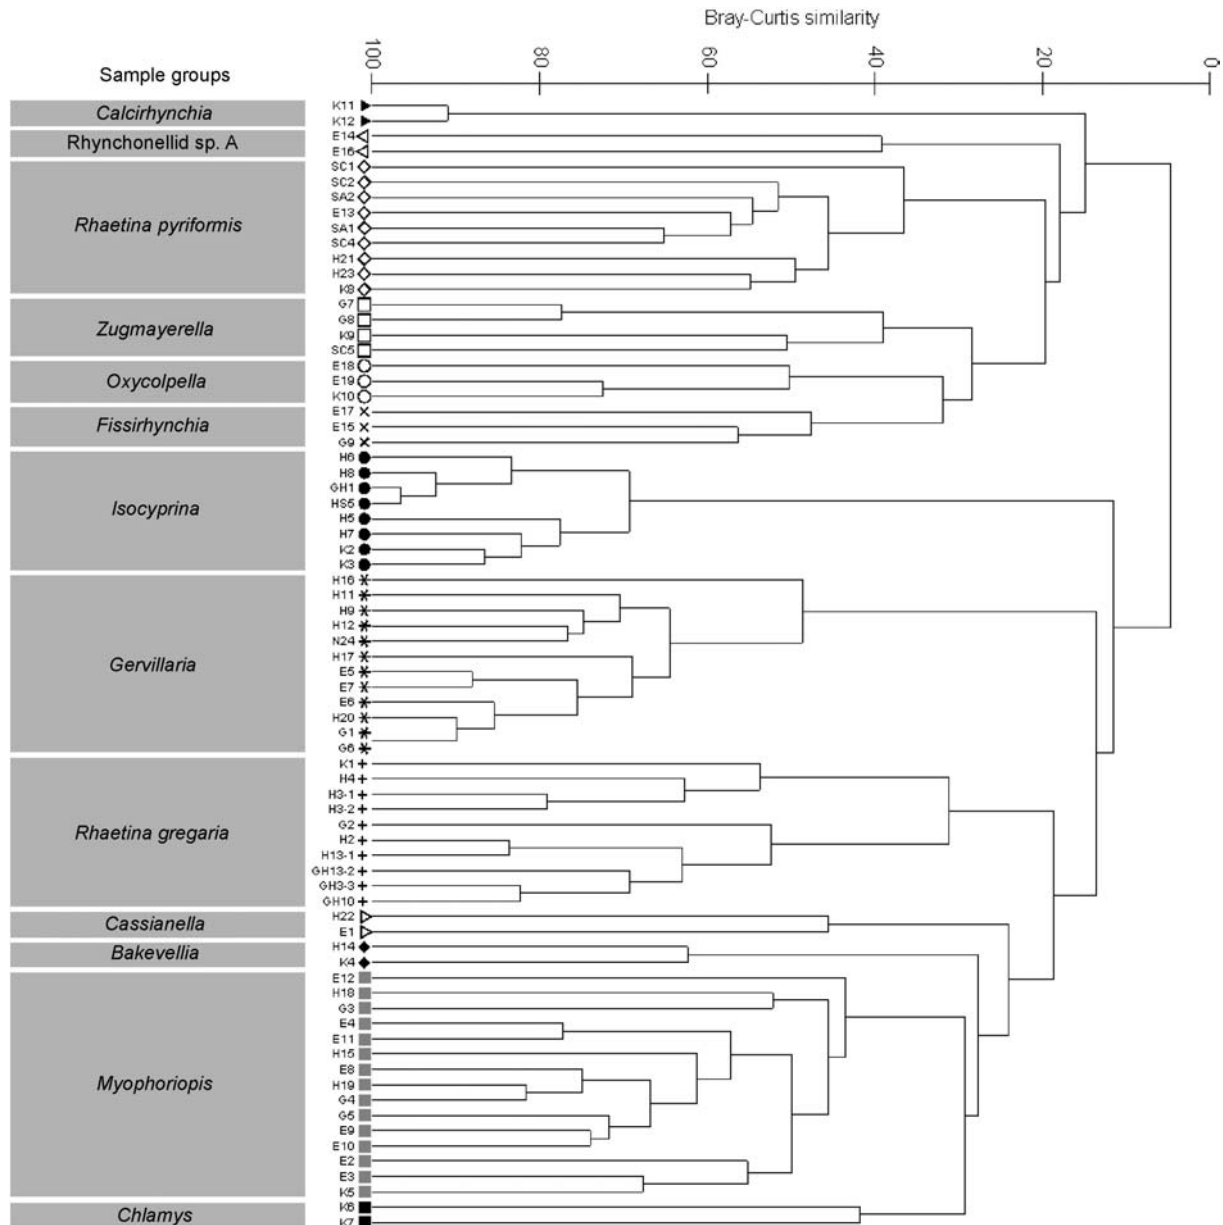 Bray-Curtis similarity
100 80 60 40 20 0
Sample groups
Calcirhynchia
Rhynchonellid sp. A
Rhaetina pyriformis
Zugmayerella
Oxycolpella
Fissirhynchia
Isocyprina
Gervillaria
Rhaetina gregaria
Cassianella
Bakevellia
Myophoriopis
Chlamys
K11
K12
E14
E16
SC1
SC2
SA2
E13
SA1
SC4
H21
H23
K8
G7
G8
K9
SC5
E18
E19
K10
E17
E15
G9
H6
H8
GH1
HS5
H5
H7
K2
K3
H16
H11
H9
H12
N24
H17
E5
E7
E6
H20
G1
G6
K1
H4
H3-1
H3-2
G2
H2
H13-1
GH13-2
GH3-3
GH10
H22
E1
H14
K4
E12
H18
G3
E4
E11
H15
E8
H19
G4
G5
E9
E10
E2
E3
K5
K6
K7